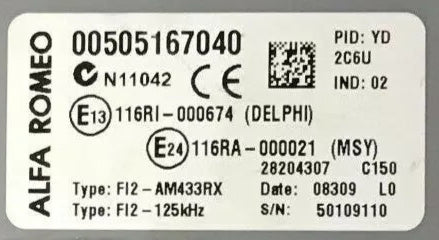 ALFA ROMEO
00505167040
PID: YD
2C6U
N11042 CE
IND: 02
E13 116RI-000674 (DELPHI)
E24 116RA-000021 (MSY)
28204307 C150
Type: FI2-AM433RX Date: 08309 L0
Type: FI2-125kHz S/N: 50109110